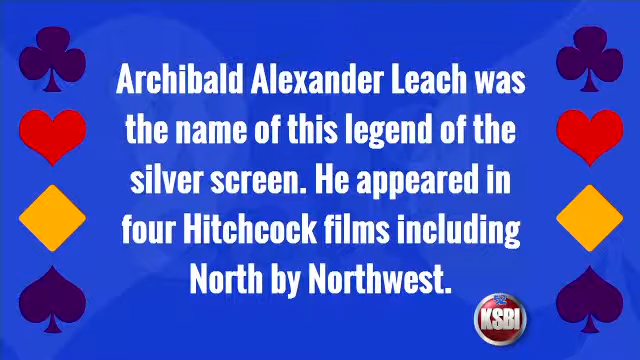 Archibald Alexander Leach was
the name of this legend of the
silver screen. He appeared in
four Hitchcock films including
North by Northwest.
52
KSBI